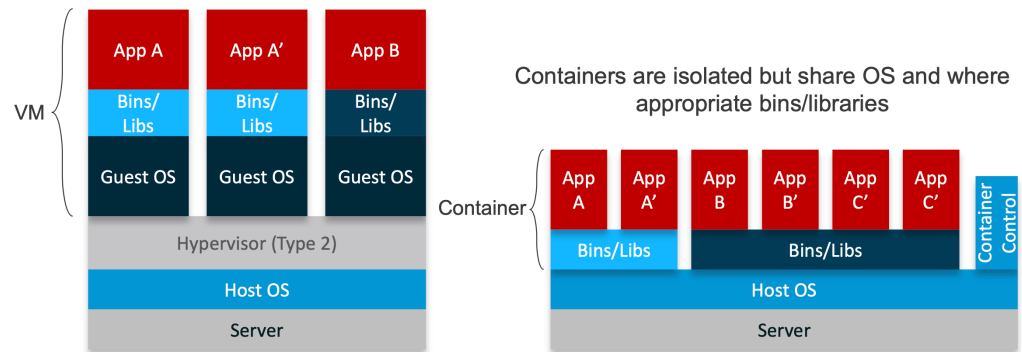 VM
App A
App A’
App B
Bins/
Libs
Bins/
Libs
Bins/
Libs
Guest OS
Guest OS
Guest OS
Hypervisor (Type 2)
Host OS
Server
Containers are isolated but share OS and where
appropriate bins/libraries
Container
App
A
App
A’
App
B
App
B’
App
C’
App
C’
Container
Control
Bins/Libs
Bins/Libs
Host OS
Server